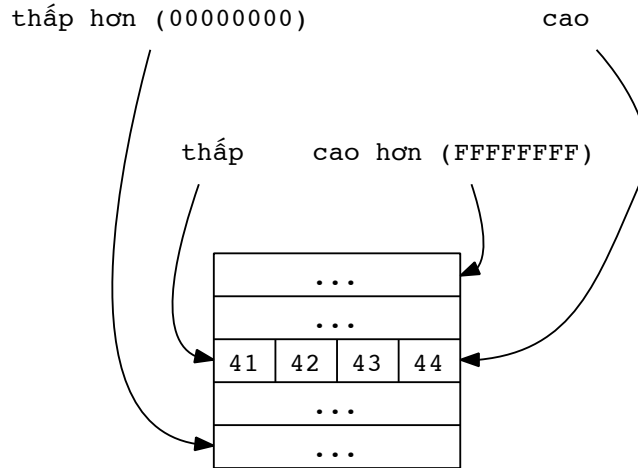 thấp hơn (00000000) cao
thấp cao hơn (FFFFFFFF)
...
...
41 42 43 44
...
...